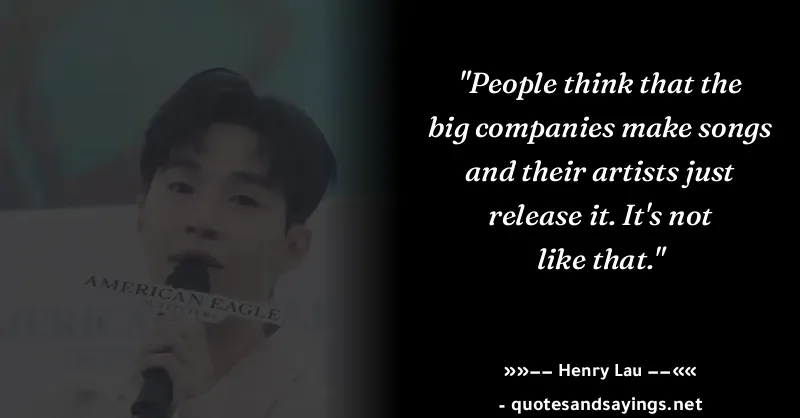 "People think that the
big companies make songs
and their artists just
release it. It's not
like that."
AMERICAN EAGLE
OUTFITTERS
»»−− Henry Lau −−««
- quotesandsayings.net